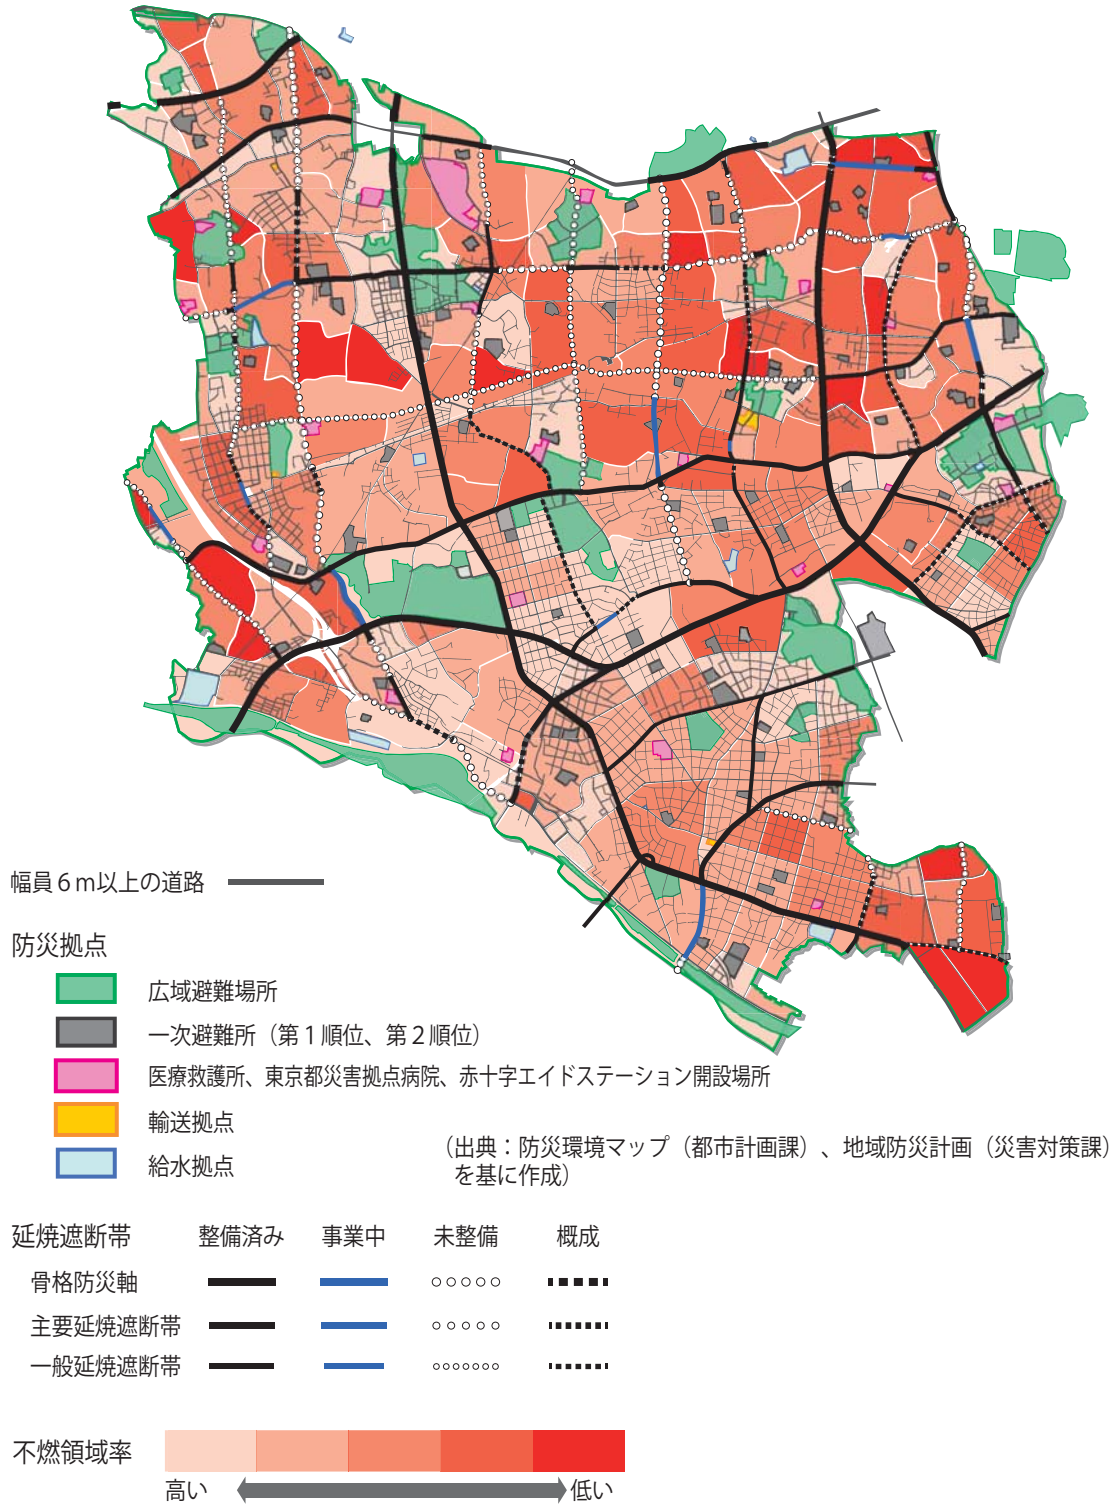 幅員６ｍ以上の道路
防災拠点
広域避難場所
一次避難所（第１順位、第２順位）
医療救護所、東京都災害拠点病院、赤十字エイドステーション開設場所
輸送拠点
給水拠点
（出典：防災環境マップ（都市計画課）、地域防災計画（災害対策課）
を基に作成）
延焼遮断帯 整備済み 事業中 未整備 概成
骨格防災軸
主要延焼遮断帯
一般延焼遮断帯
不燃領域率
高い 低い